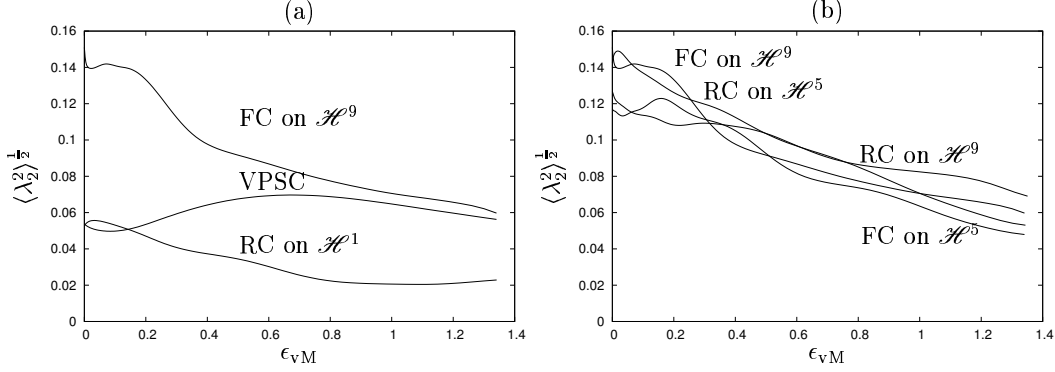 (a)
0.16
0.14
0.12
0.1
0.08
0.06
0.04
0.02
0
0
0.2
0.4
0.6
0.8
1
1.2
1.4
⟨λ₂²⟩^{1/2}
ϵ_{vM}
FC on ℋ⁹
VPSC
RC on ℋ¹
(b)
0.16
0.14
0.12
0.1
0.08
0.06
0.04
0.02
0
0
0.2
0.4
0.6
0.8
1
1.2
1.4
⟨λ₂²⟩^{1/2}
ϵ_{vM}
FC on ℋ⁹
RC on ℋ⁵
RC on ℋ⁹
FC on ℋ⁵